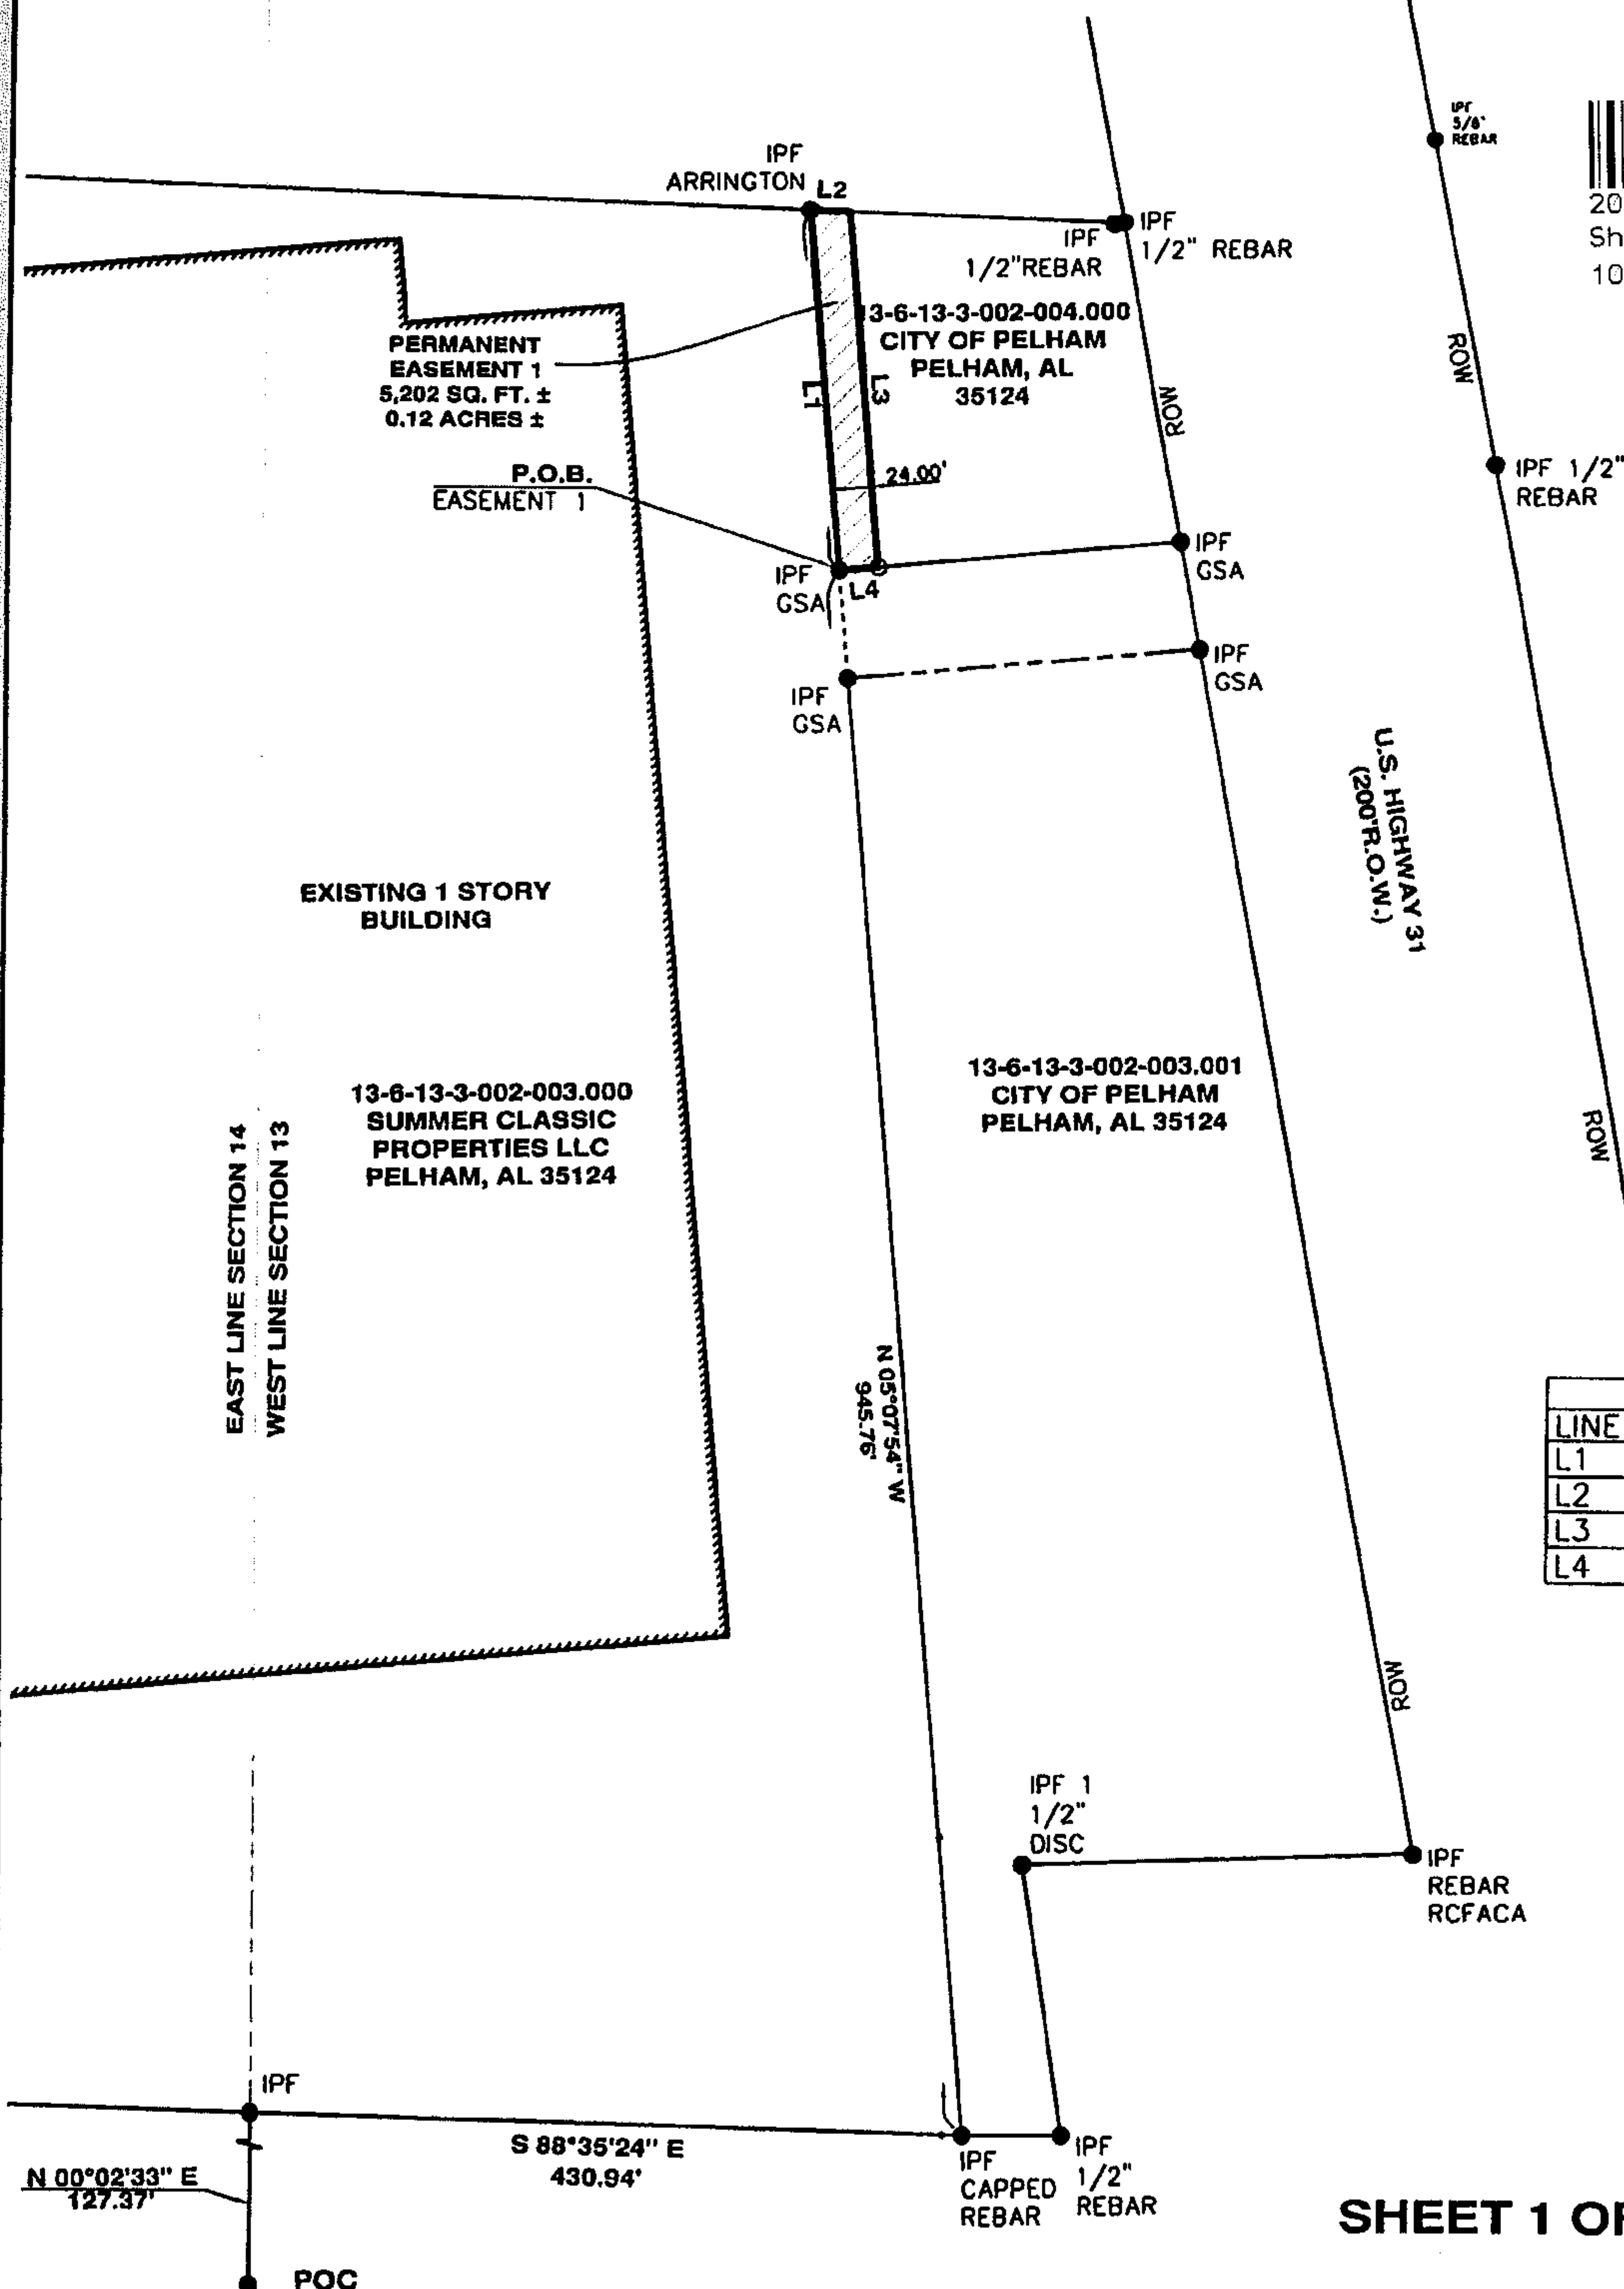 IPF
5/8"
REBAR
20
Sh
10
IPF
ARRINGTON
L2
IPF
1/2" REBAR
IPF
1/2"REBAR
13-6-13-3-002-004.000
CITY OF PELHAM
PELHAM, AL
35124
PERMANENT
EASEMENT 1
5,202 SQ. FT. ±
0.12 ACRES ±
L1
L3
ROW
ROW
24.00'
P.O.B.
EASEMENT 1
IPF 1/2"
REBAR
IPF
GSA
L4
IPF
GSA
IPF
GSA
IPF
GSA
U.S. HIGHWAY 31
(200'R.O.W.)
EXISTING 1 STORY
BUILDING
13-6-13-3-002-003.000
SUMMER CLASSIC
PROPERTIES LLC
PELHAM, AL 35124
13-6-13-3-002-003.001
CITY OF PELHAM
PELHAM, AL 35124
EAST LINE SECTION 14
WEST LINE SECTION 13
ROW
N 05°07'54" W
945.76'
LINE
L1
L2
L3
L4
ROW
IPF 1
1/2"
DISC
IPF
REBAR
RCFACA
IPF
S 88°35'24" E
430.94'
N 00°02'33" E
127.37'
IPF
CAPPED
REBAR
IPF
1/2"
REBAR
SHEET 1 OF
POC